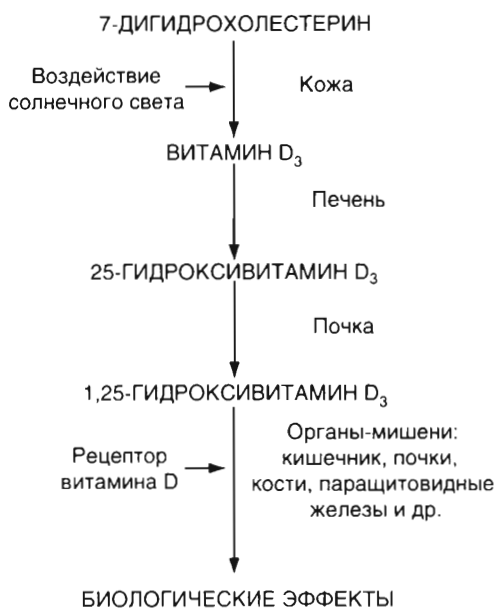 7-ДИГИДРОХОЛЕСТЕРИН
Воздействие
солнечного света
Кожа
ВИТАМИН D₃
Печень
25-ГИДРОКСИВИТАМИН D₃
Почка
1,25-ГИДРОКСИВИТАМИН D₃
Рецептор
витамина D
Органы-мишени:
кишечник, почки,
кости, паращитовидные
железы и др.
БИОЛОГИЧЕСКИЕ ЭФФЕКТЫ